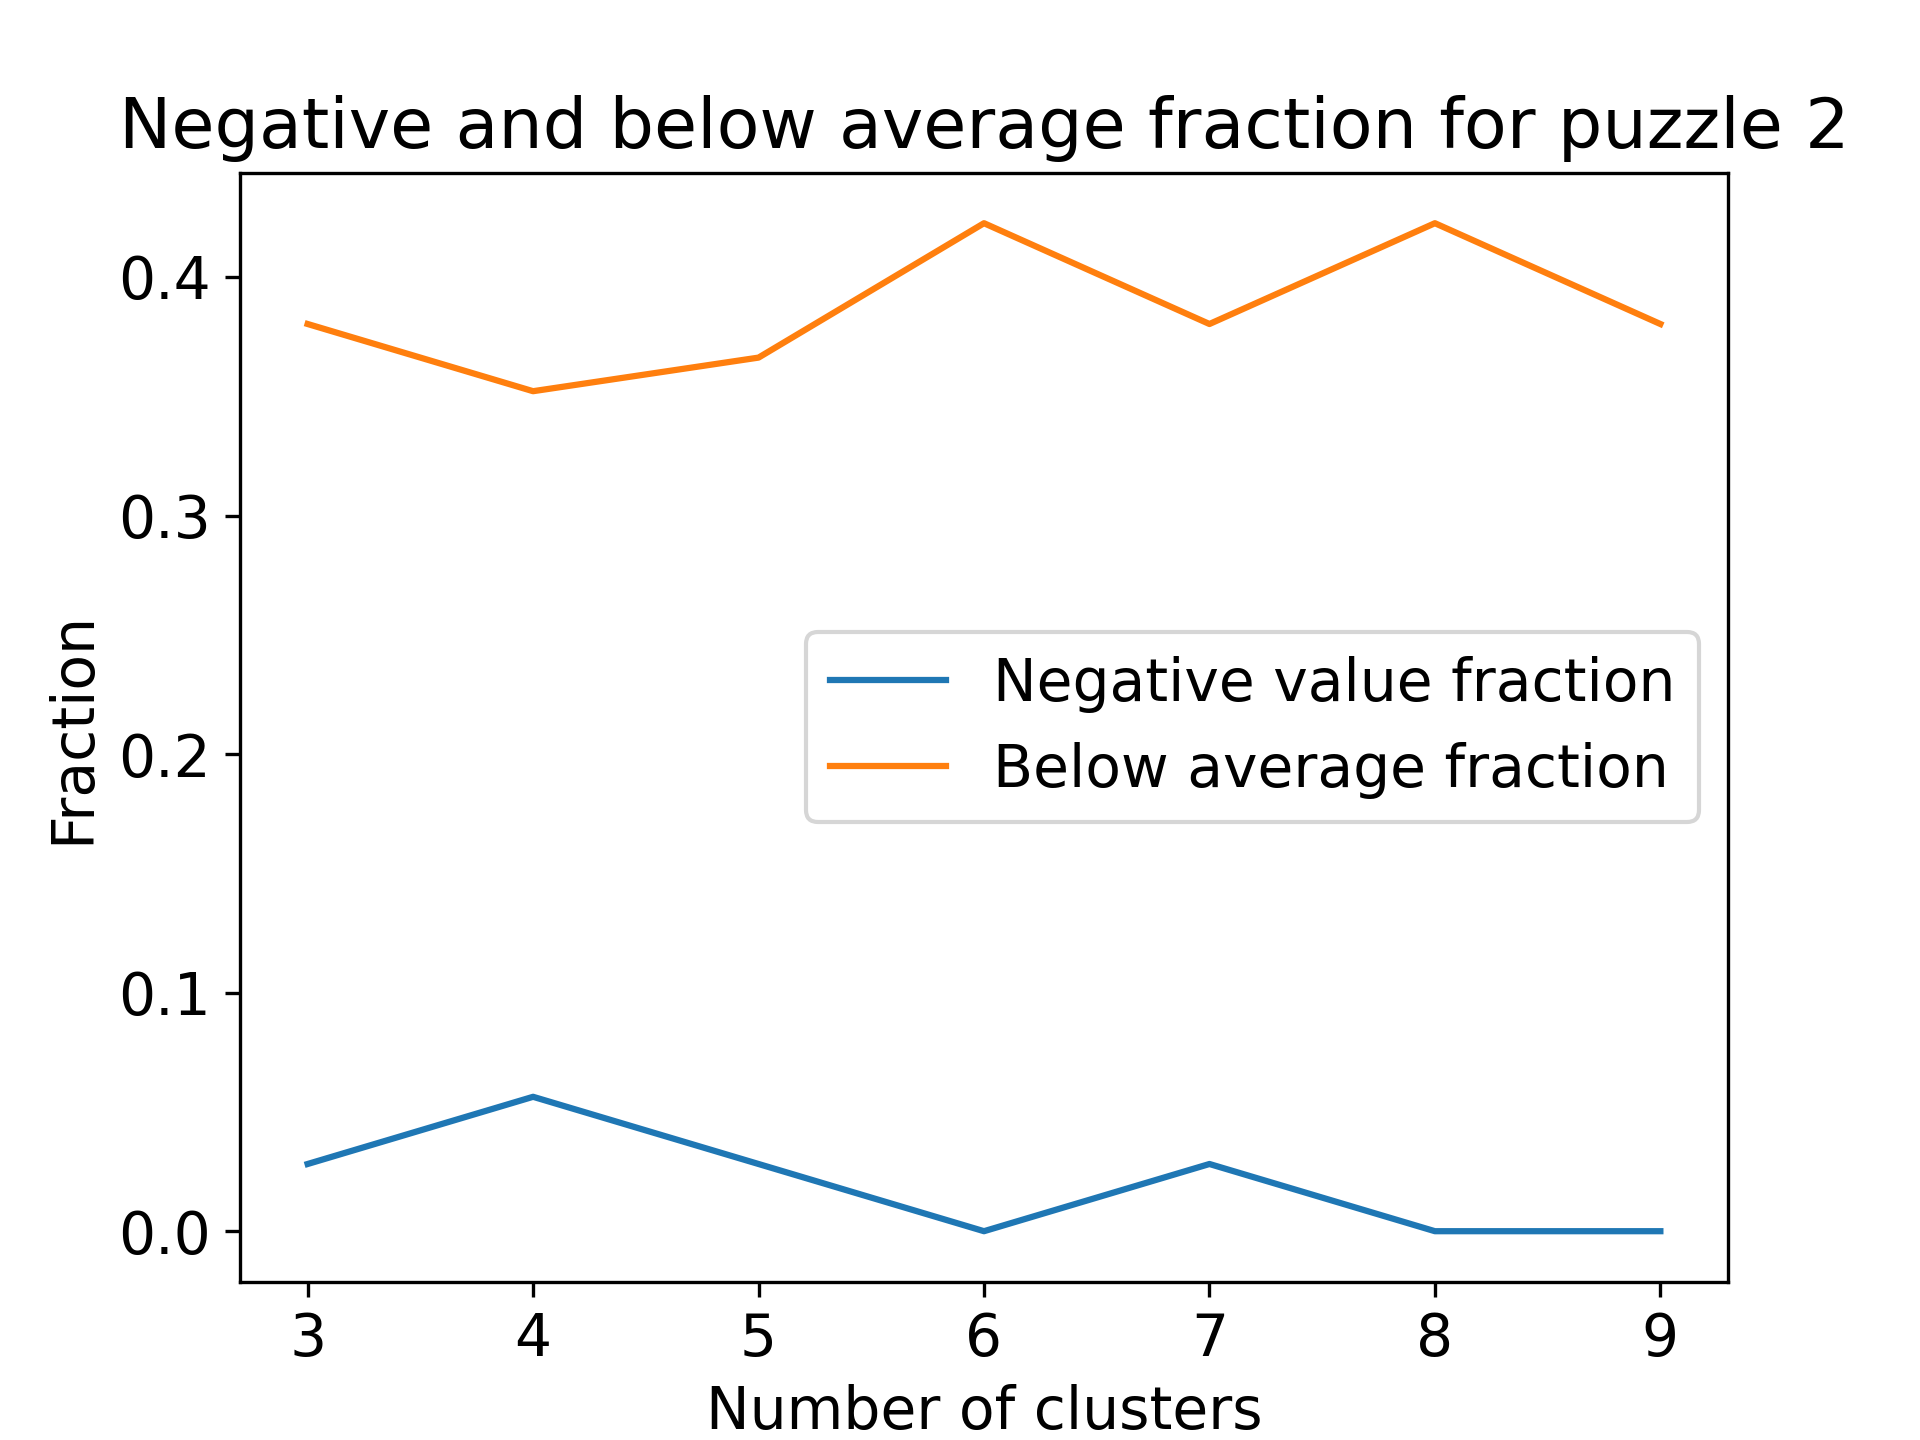 Negative and below average fraction for puzzle 2
0.4
0.3
0.2
0.1
0.0
Fraction
Negative value fraction
Below average fraction
3 4 5 6 7 8 9
Number of clusters